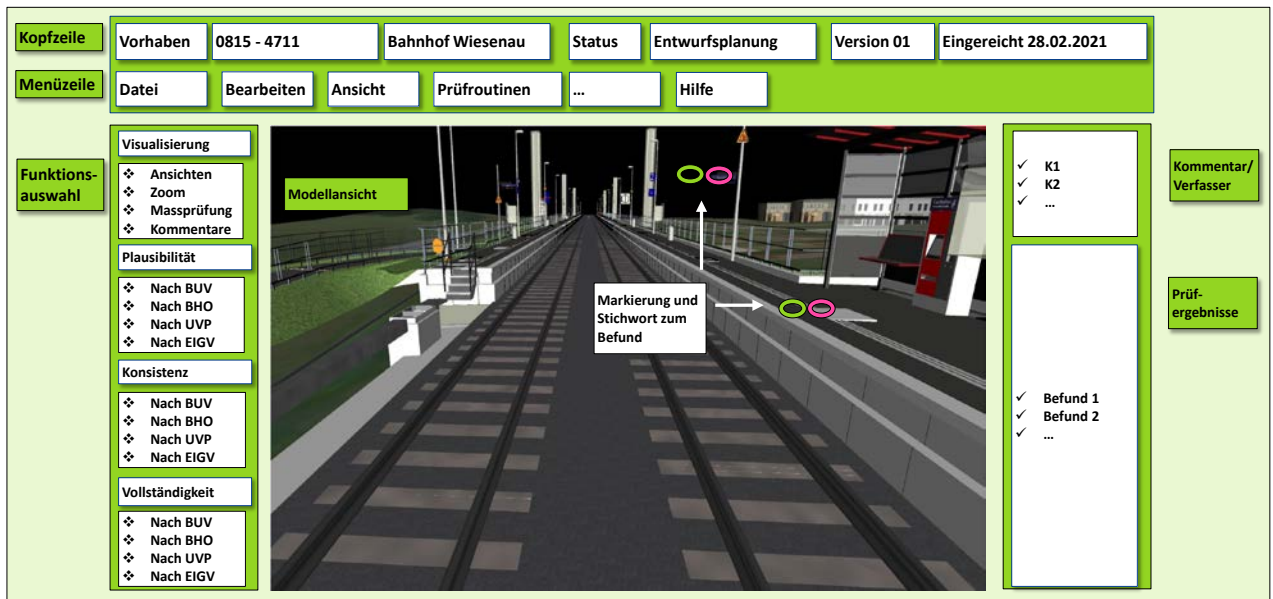 Kopfzeile
Vorhaben 0815 - 4711 Bahnhof Wiesenau Status Entwurfsplanung Version 01 Eingereicht 28.02.2021
Menüzeile
Datei Bearbeiten Ansicht Prüfroutinen ... Hilfe
Funktions-
auswahl
Visualisierung
❖ Ansichten
❖ Zoom
❖ Massprüfung
❖ Kommentare
Plausibilität
❖ Nach BUV
❖ Nach BHO
❖ Nach UVP
❖ Nach EIGV
Konsistenz
❖ Nach BUV
❖ Nach BHO
❖ Nach UVP
❖ Nach EIGV
Vollständigkeit
❖ Nach BUV
❖ Nach BHO
❖ Nach UVP
❖ Nach EIGV
Modellansicht
Markierung und
Stichwort zum
Befund
✓ K1
✓ K2
✓ ...
Kommentar/
Verfasser
✓ Befund 1
✓ Befund 2
✓ ...
Prüf-
ergebnisse